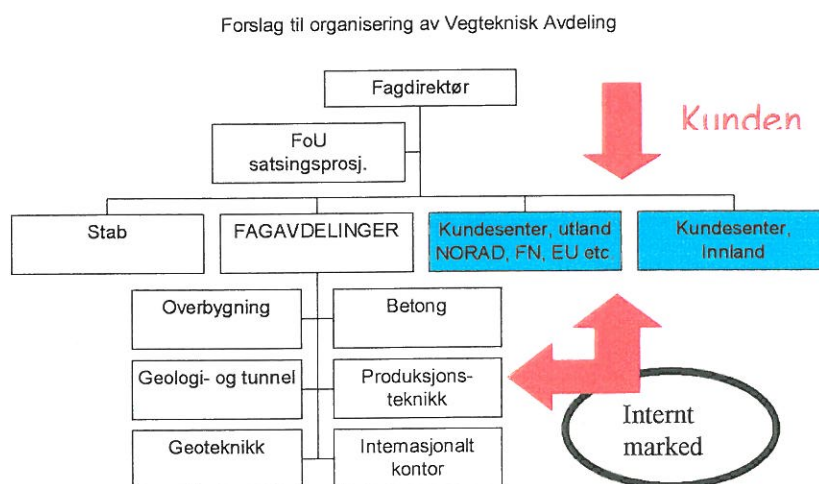 Forslag til organisering av Vegteknisk Avdeling
Fagdirektør
Kunden
FoU
satsingsprosj.
Stab
FAGAVDELINGER
Kundesenter, utland
NORAD, FN, EU etc.
Kundesenter,
innland
Overbygning
Betong
Geologi- og tunnel
Produksjons-
teknikk
Geoteknikk
Internasjonalt
kontor
Internt
marked